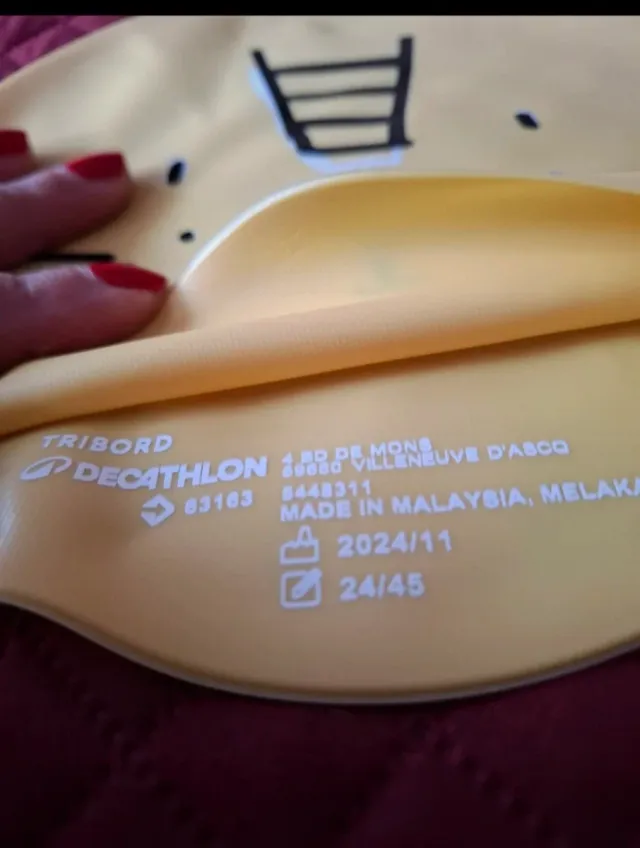 TRIBORD
DECATHLON
63163
4 BD DE MONS
59650 VILLENEUVE D'ASCQ
8448311
MADE IN MALAYSIA, MELAKA
2024/11
24/45